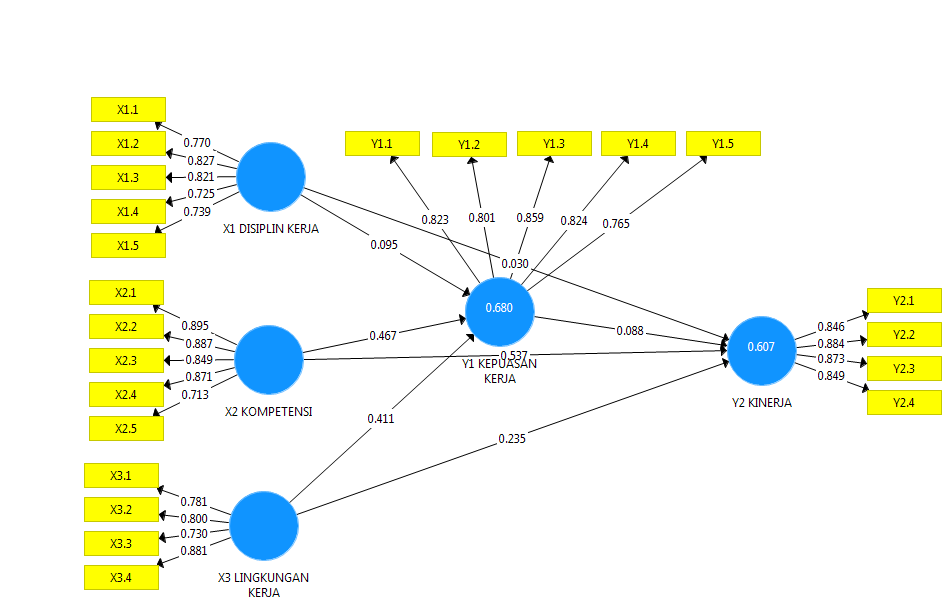 X1.1
X1.2
X1.3
X1.4
X1.5
0.770
0.827
0.821
0.725
0.739
X1 DISIPLIN KERJA
Y1.1
Y1.2
Y1.3
Y1.4
Y1.5
0.823
0.801
0.859
0.824
0.765
0.095
0.030
X2.1
X2.2
X2.3
X2.4
X2.5
0.895
0.887
0.849
0.871
0.713
X2 KOMPETENSI
0.467
0.680
0.088
0.537
Y1 KEPUASAN
KERJA
0.607
Y2 KINERJA
Y2.1
Y2.2
Y2.3
Y2.4
0.846
0.884
0.873
0.849
0.411
0.235
X3.1
X3.2
X3.3
X3.4
0.781
0.800
0.730
0.881
X3 LINGKUNGAN
KERJA